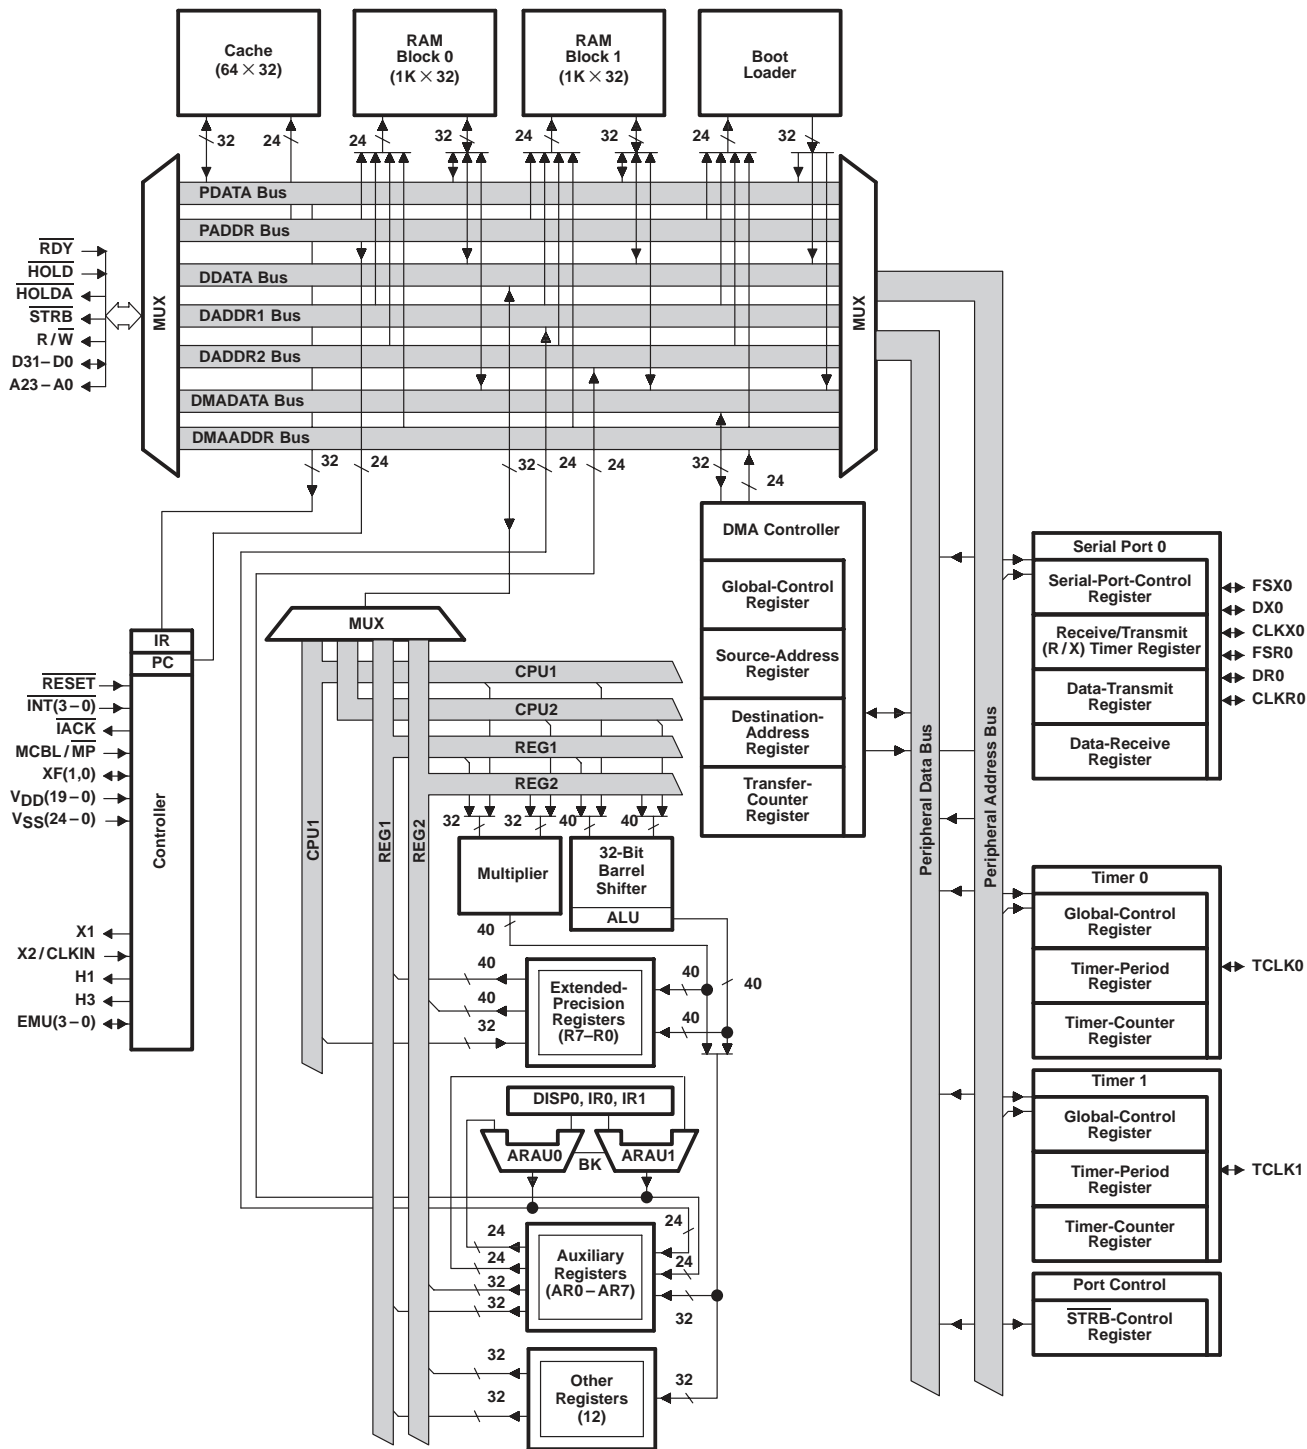 Cache
(64 × 32)
RAM
Block 0
(1K × 32)
RAM
Block 1
(1K × 32)
Boot
Loader
32
24
24
32
24
32
24
32
PDATA Bus
PADDR Bus
DDATA Bus
DADDR1 Bus
DADDR2 Bus
DMADATA Bus
DMAADDR Bus
MUX
MUX
RDY
HOLD
HOLDA
STRB
R/W
D31–D0
A23–A0
32
24
32
24
24
32
24
DMA Controller
Global-Control
Register
Source-Address
Register
Destination-
Address
Register
Transfer-
Counter
Register
Peripheral Data Bus
Peripheral Address Bus
Serial Port 0
Serial-Port-Control
Register
Receive/Transmit
(R/X) Timer Register
Data-Transmit
Register
Data-Receive
Register
FSX0
DX0
CLKX0
FSR0
DR0
CLKR0
IR
PC
Controller
RESET
INT(3–0)
IACK
MCBL/MP
XF(1,0)
VDD(19–0)
VSS(24–0)
X1
X2/CLKIN
H1
H3
EMU(3–0)
MUX
CPU1
CPU2
REG1
REG2
CPU1
REG1
REG2
32
32
40
40
Multiplier
32-Bit
Barrel
Shifter
ALU
40
40
40
40
32
Extended-
Precision
Registers
(R7–R0)
40
40
40
DISP0, IR0, IR1
ARAU0
BK
ARAU1
24
24
32
32
Auxiliary
Registers
(AR0–AR7)
24
24
32
32
32
Other
Registers
(12)
32
Timer 0
Global-Control
Register
Timer-Period
Register
Timer-Counter
Register
TCLK0
Timer 1
Global-Control
Register
Timer-Period
Register
Timer-Counter
Register
TCLK1
Port Control
STRB-Control
Register